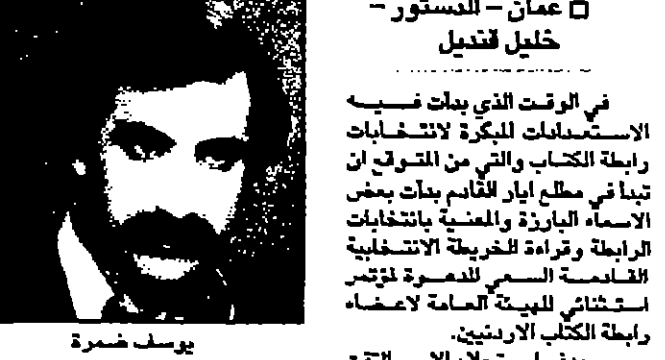 □ عمان – الدستور –
خليل قنديل
في الوقت الذي بدأت فيه
الاستعدادات المبكرة لانتخابات
رابطة الكتاب والتي من المتوقع ان
تبدأ في مطلع ايار القادم بدأت بعض
الاسماء البارزة والمعنية بانتخابات
الرابطة وقراءة الخريطة الانتخابية
القادمة السعي للدعوة لمؤتمر
استثنائي للهيئة العامة لاعضاء
رابطة الكتاب الاردنيين.
يوسف ضمرة